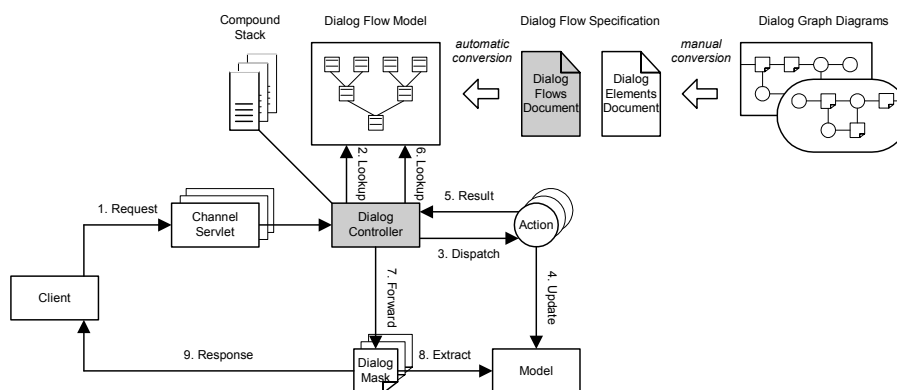 Compound
Stack
Dialog Flow Model
Dialog Flow Specification
Dialog Graph Diagrams
automatic
conversion
manual
conversion
Dialog
Flows
Document
Dialog
Elements
Document
2. Lookup
6. Lookup
1. Request
Channel
Servlet
Dialog
Controller
5. Result
3. Dispatch
Action
Client
7. Forward
4. Update
9. Response
Dialog
Mask
8. Extract
Model